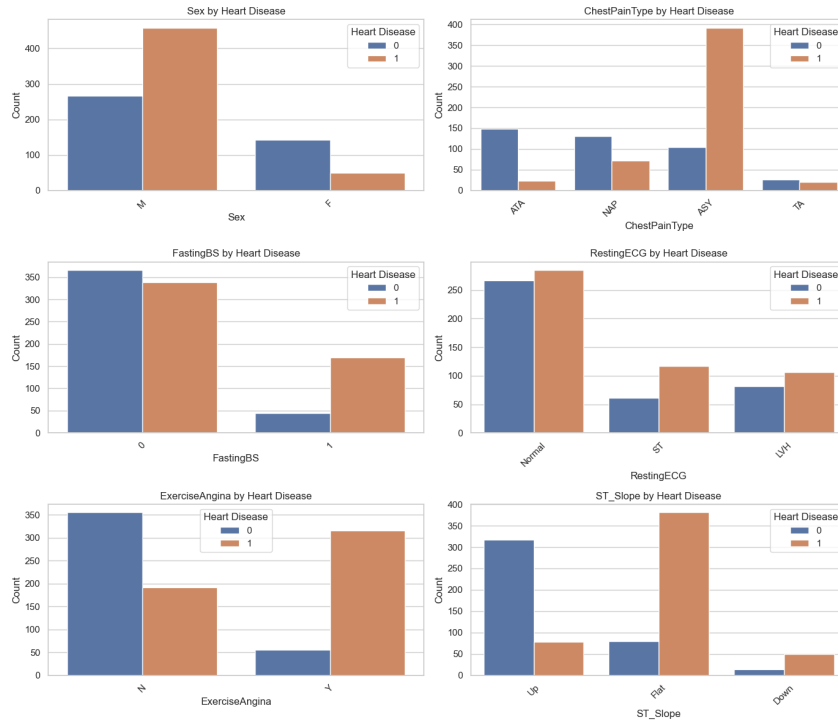 Sex by Heart Disease
Heart Disease
0
1
400
300
200
100
0
Count
M
F
Sex
ChestPainType by Heart Disease
Heart Disease
0
1
400
350
300
250
200
150
100
50
0
Count
ATA
NAP
ASY
TA
ChestPainType
FastingBS by Heart Disease
Heart Disease
0
1
350
300
250
200
150
100
50
0
Count
0
1
FastingBS
RestingECG by Heart Disease
Heart Disease
0
1
250
200
150
100
50
0
Count
Normal
ST
LVH
RestingECG
ExerciseAngina by Heart Disease
Heart Disease
0
1
350
300
250
200
150
100
50
0
Count
N
Y
ExerciseAngina
ST_Slope by Heart Disease
Heart Disease
0
1
400
350
300
250
200
150
100
50
0
Count
Up
Flat
Down
ST_Slope